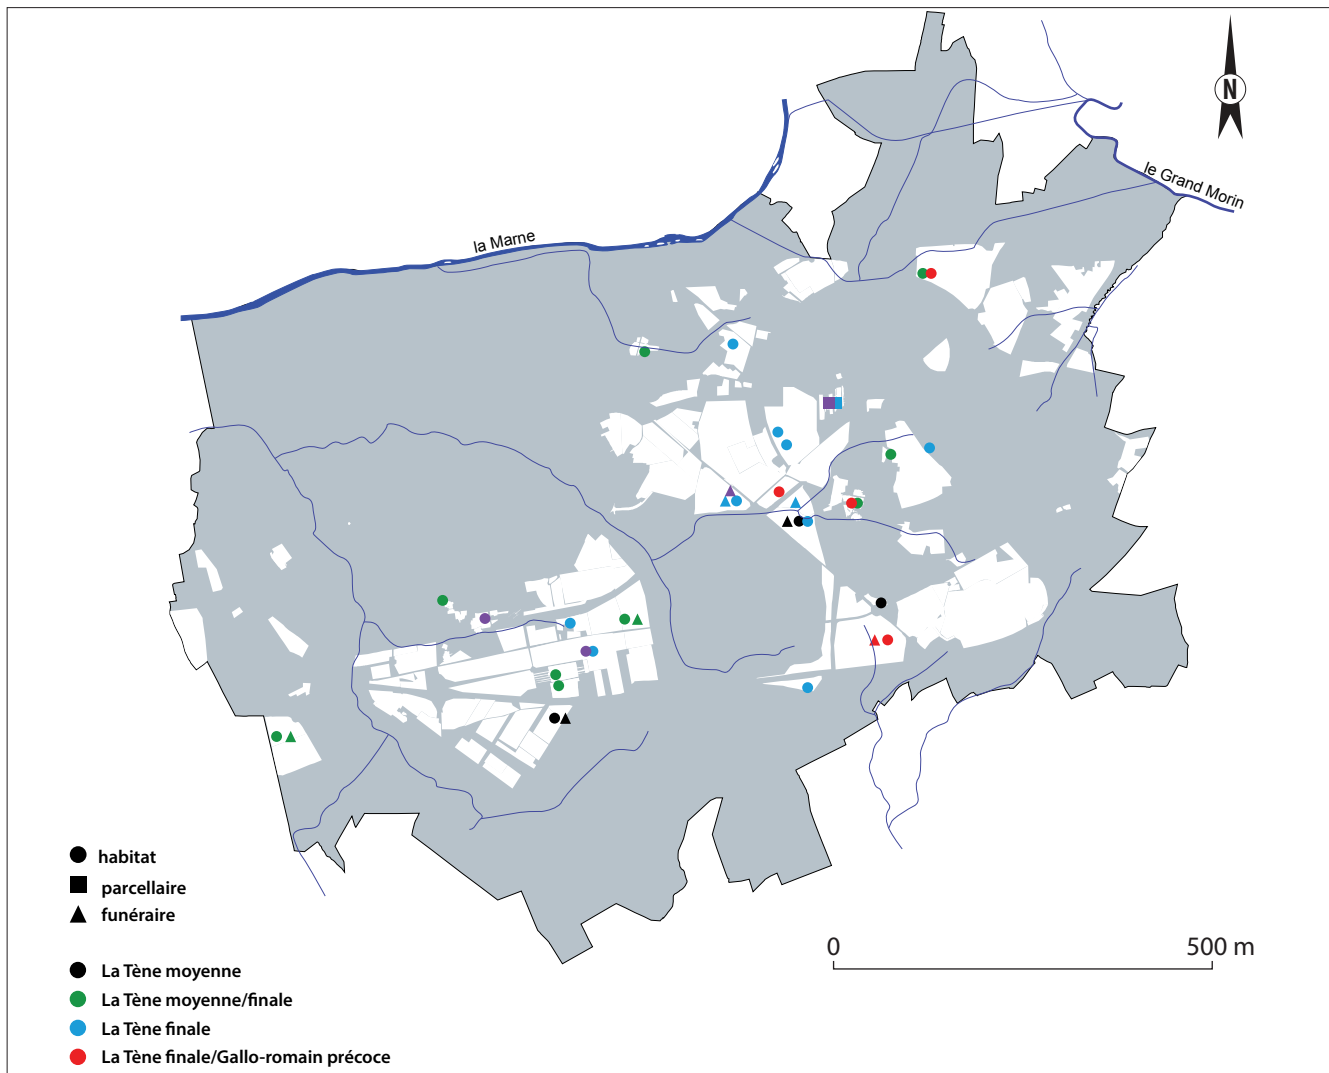 N
le Grand Morin
la Marne
habitat
parcellaire
funéraire
0 500 m
La Tène moyenne
La Tène moyenne/finale
La Tène finale
La Tène finale/Gallo-romain précoce